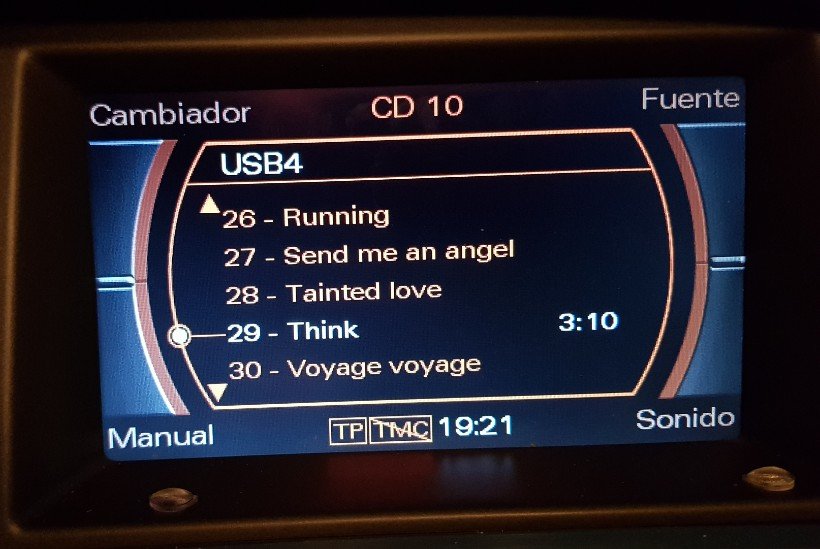 Cambiador CD 10 Fuente
USB4
26 - Running
27 - Send me an angel
28 - Tainted love
29 - Think 3:10
30 - Voyage voyage
Manual TP TMC 19:21 Sonido